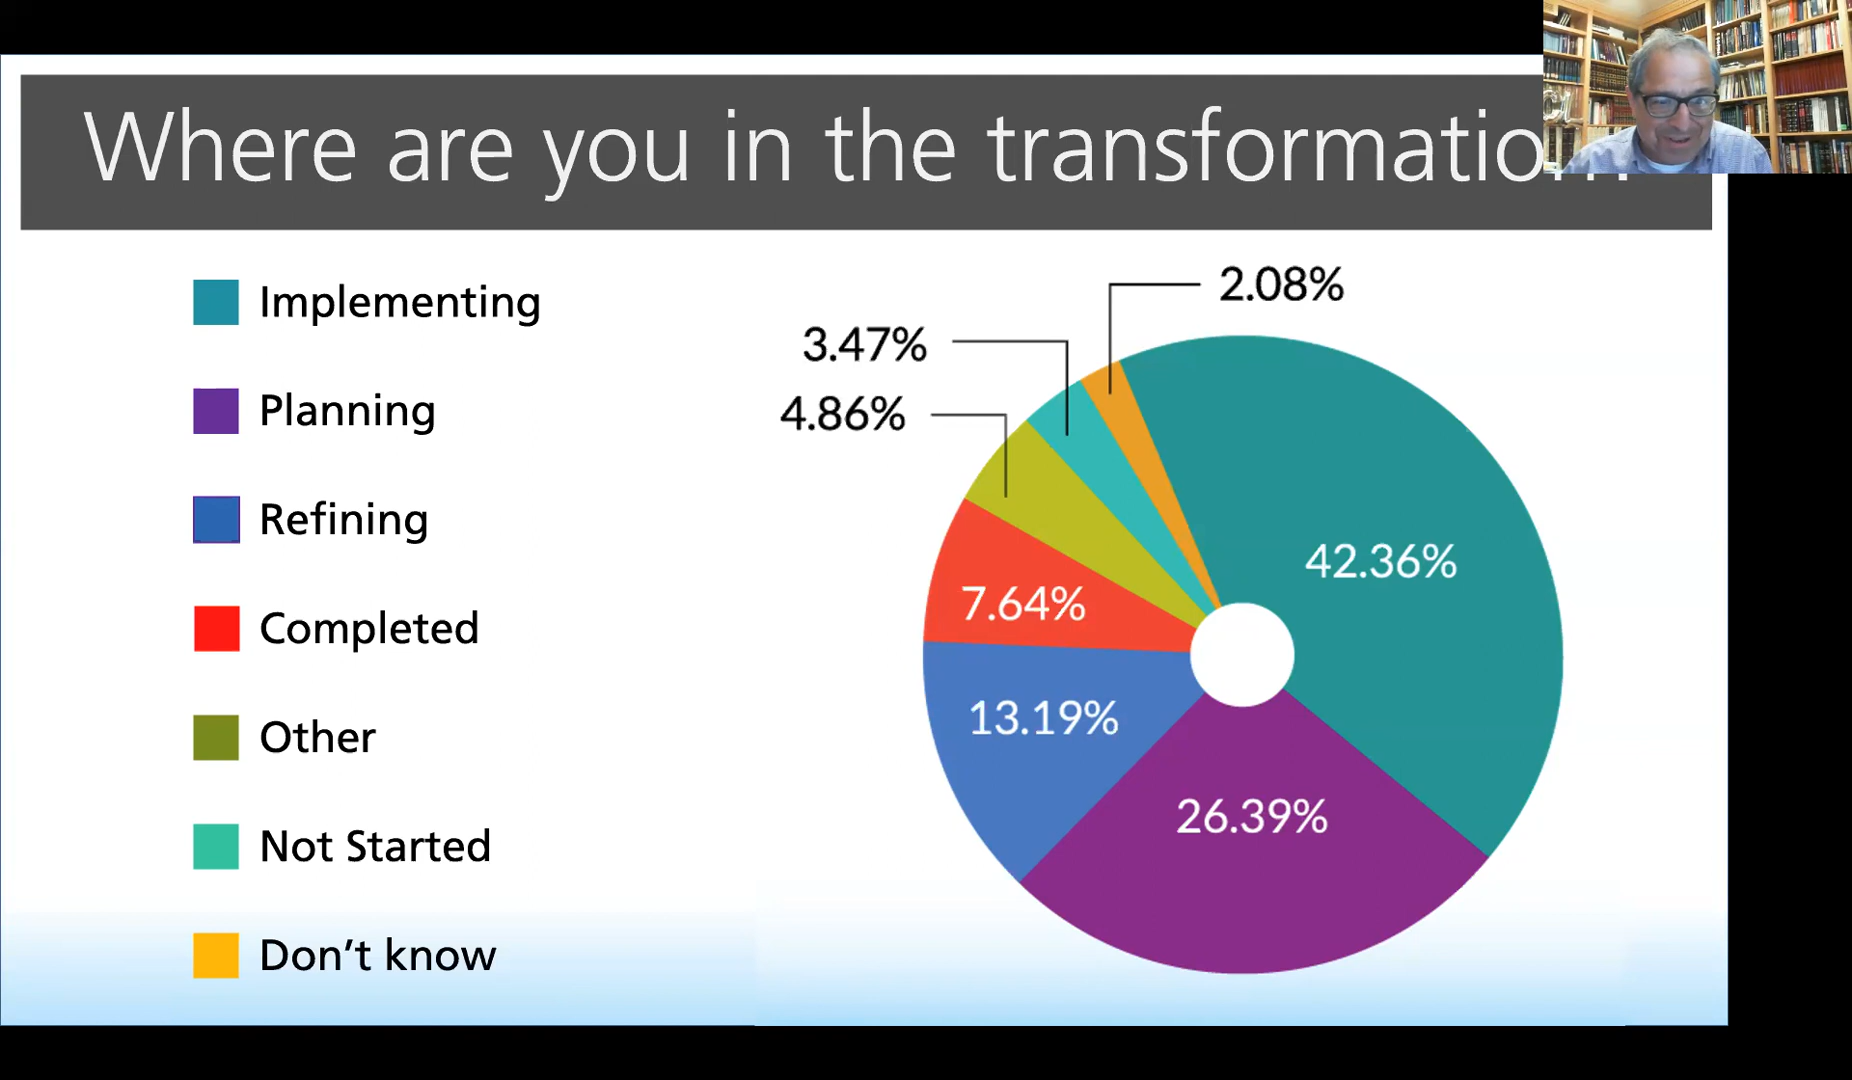 Where are you in the
Implementing
Planning
Refining
Completed
Other
Not Started
Don’t know
2.08%
3.47%
4.86%
42.36%
7.64%
13.19%
26.39%